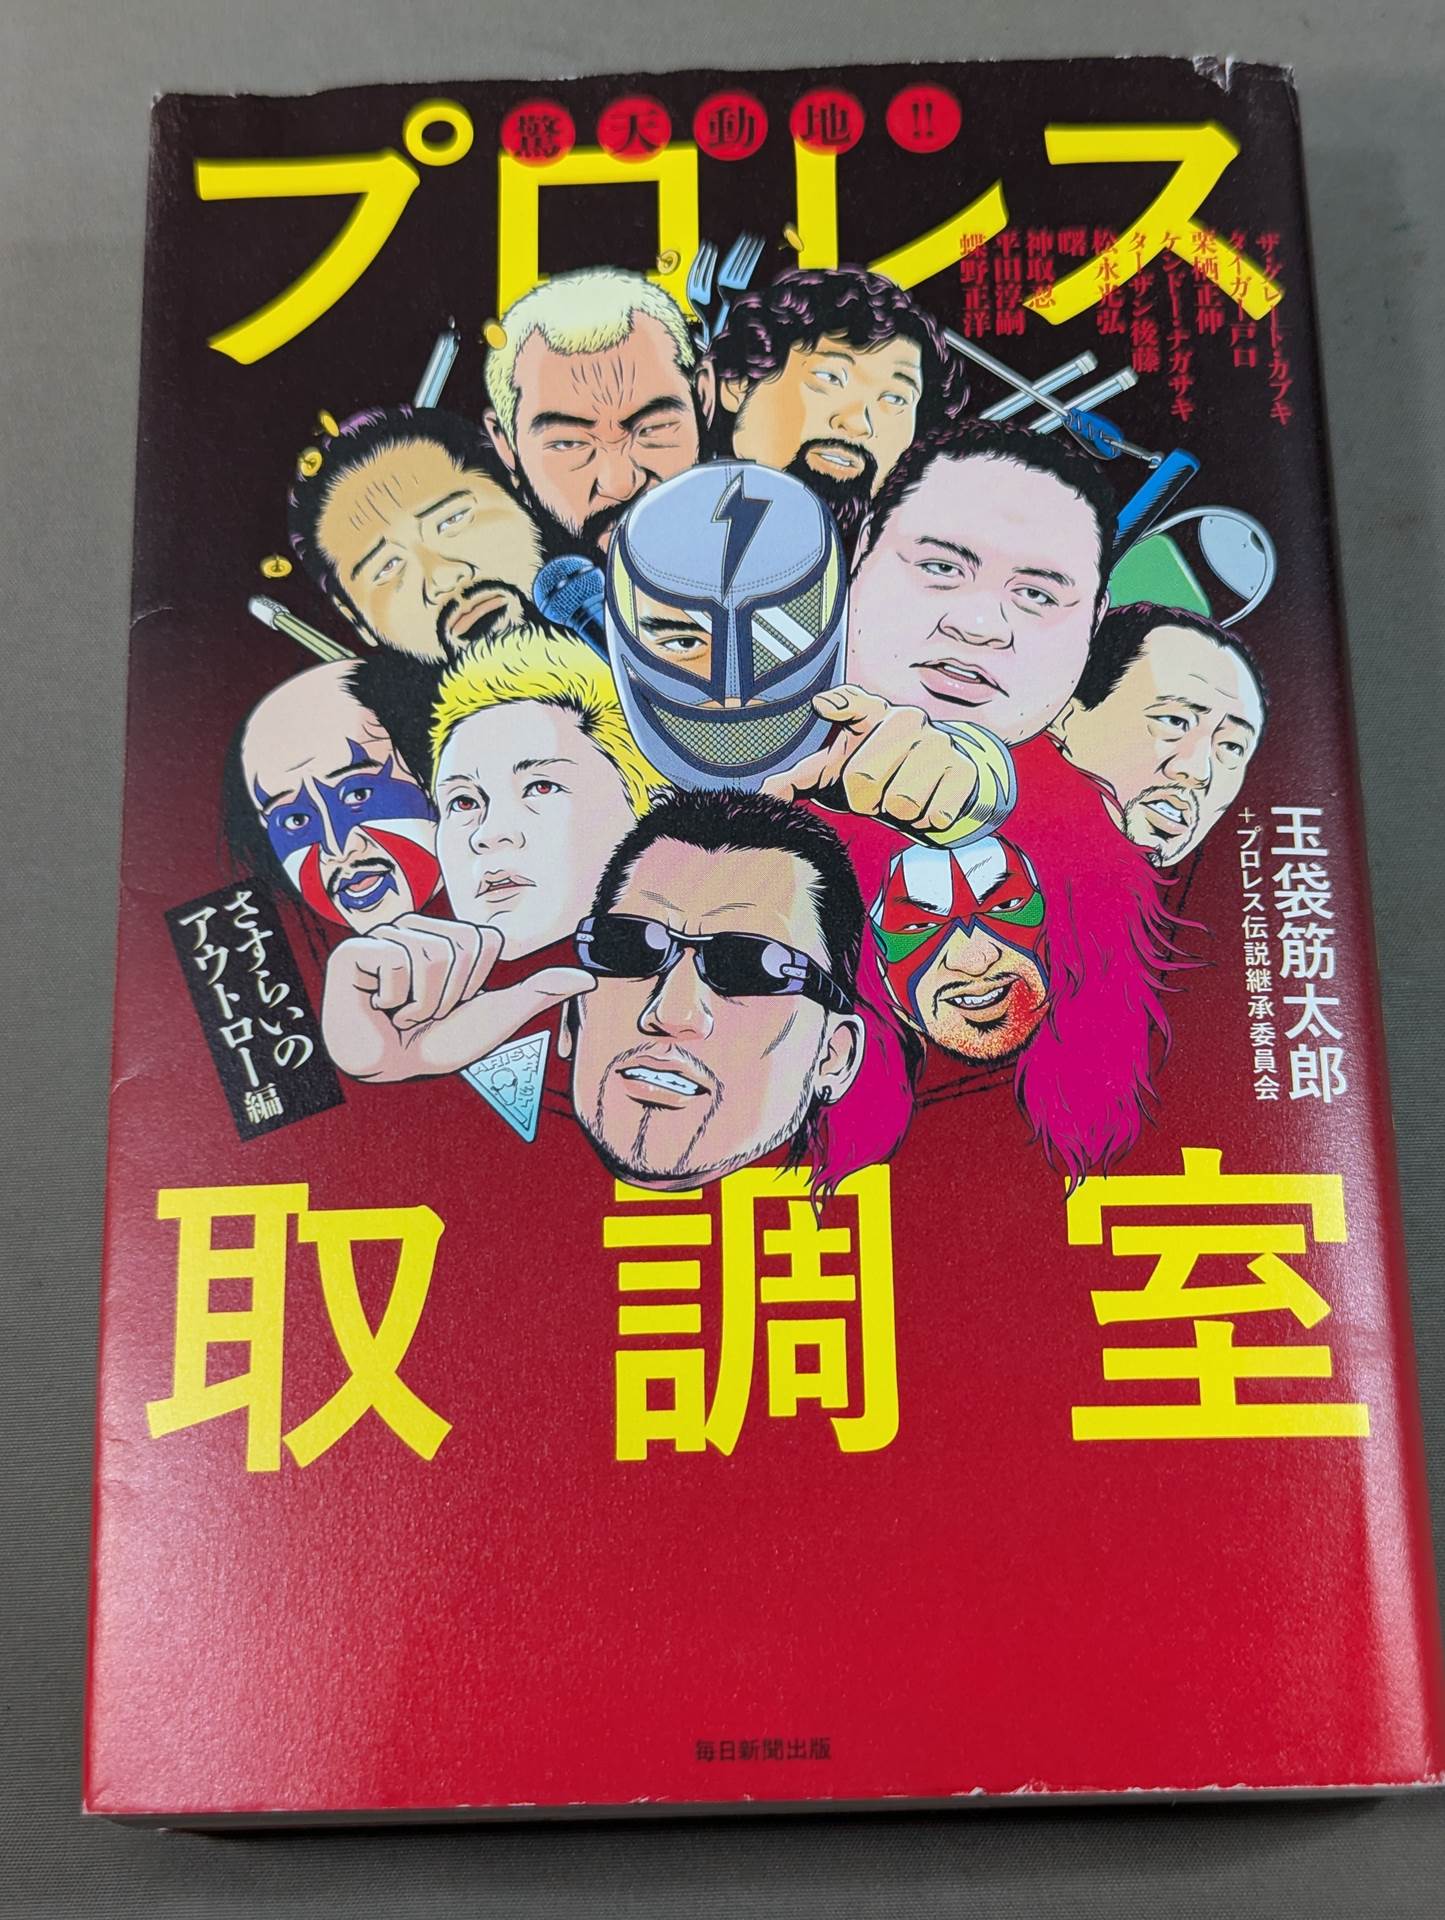 驚天動地!!
プロレス
ザ・グレート・カブキ
タイガー戸口
栗栖正伸
ケンドー・ナガサキ
ターザン後藤
松永光弘
曙
神取忍
平田淳嗣
蝶野正洋
玉袋筋太郎
+プロレス伝説継承委員会
さすらいの
アウトロー編
ARIST
取調室
毎日新聞出版